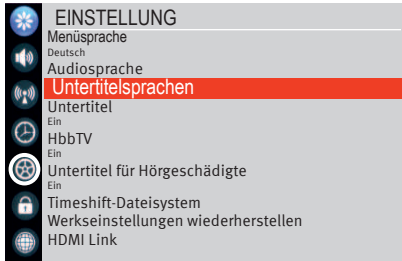 EINSTELLUNG
Menüsprache
Deutsch
Audiosprache
Untertitelsprachen
Untertitel
Ein
HbbTV
Ein
Untertitel für Hörgeschädigte
Ein
Timeshift-Dateisystem
Werkseinstellungen wiederherstellen
HDMI Link